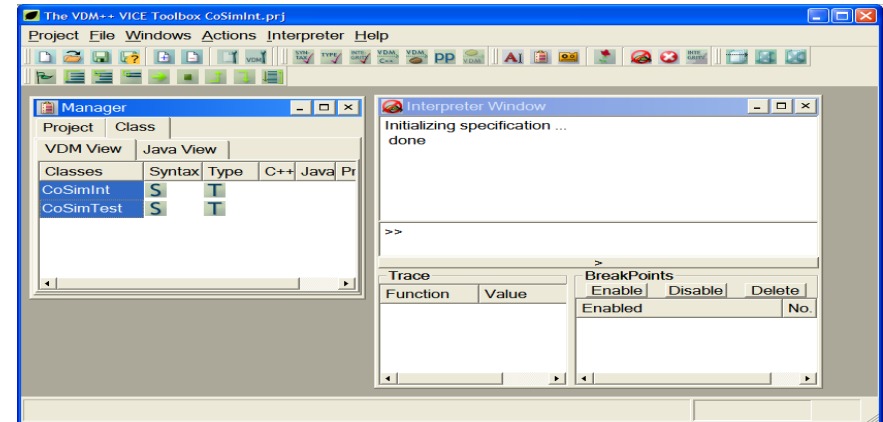 The VDM++ VICE Toolbox CoSimInt.prj
Project File Windows Actions Interpreter Help
Manager
Project Class
VDM View Java View
Classes Syntax Type C++ Java Pr
CoSimInt S T
CoSimTest S T
Interpreter Window
Initializing specification ...
done
>>
>
Trace
Function Value
BreakPoints
Enable Disable Delete
Enabled No.